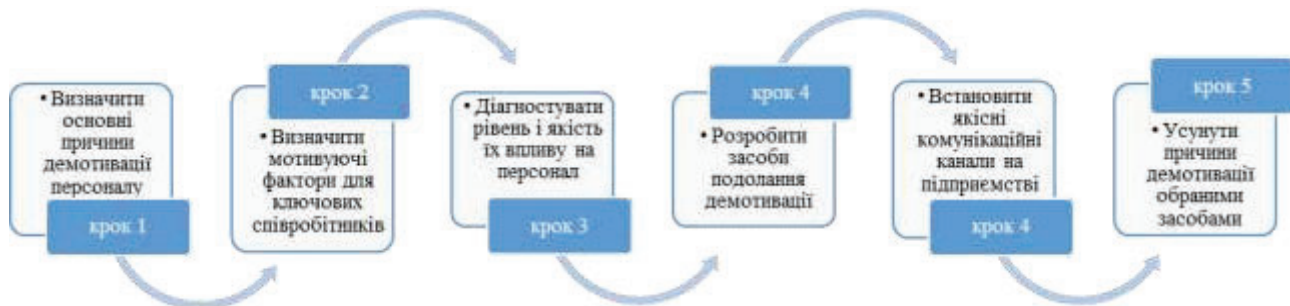 • Визначити
основні
причини
демотивації
персоналу
крок 1
крок 2
• Визначити
мотивуючі
фактори для
ключових
співробітників
• Діагностувати
рівень і якість
їх впливу на
персонал
крок 3
крок 4
• Розробити
засоби
подолання
демотивації
• Встановити
якісні
комунікаційні
канали на
підприємстві
крок 4
крок 5
• Усунути
причини
демотивації
обраними
засобами